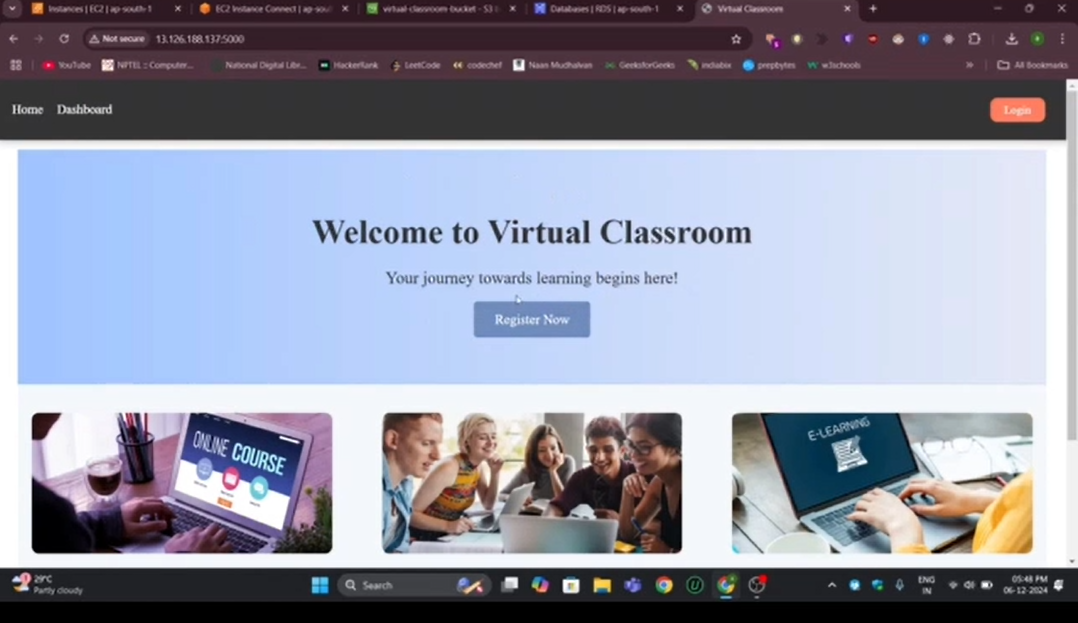 Instances | EC2 | ap-south-1
EC2 Instance Connect | ap-sou
virtual-classroom-bucket - S3
Databases | RDS | ap-south-1
Virtual Classroom
Not secure
13.126.188.137:5000
YouTube
NPTEL :: Computer...
National Digital Libr...
HackerRank
LeetCode
codechef
Naan Mudhalvan
GeeksforGeeks
indiabix
prepbytes
w3schools
All Bookmarks
Home
Dashboard
Login
Welcome to Virtual Classroom
Your journey towards learning begins here!
Register Now
ONLINE
COURSE
E-LEARNING
29°C
Partly cloudy
Search
ENG
IN
05:48 PM
06-12-2024